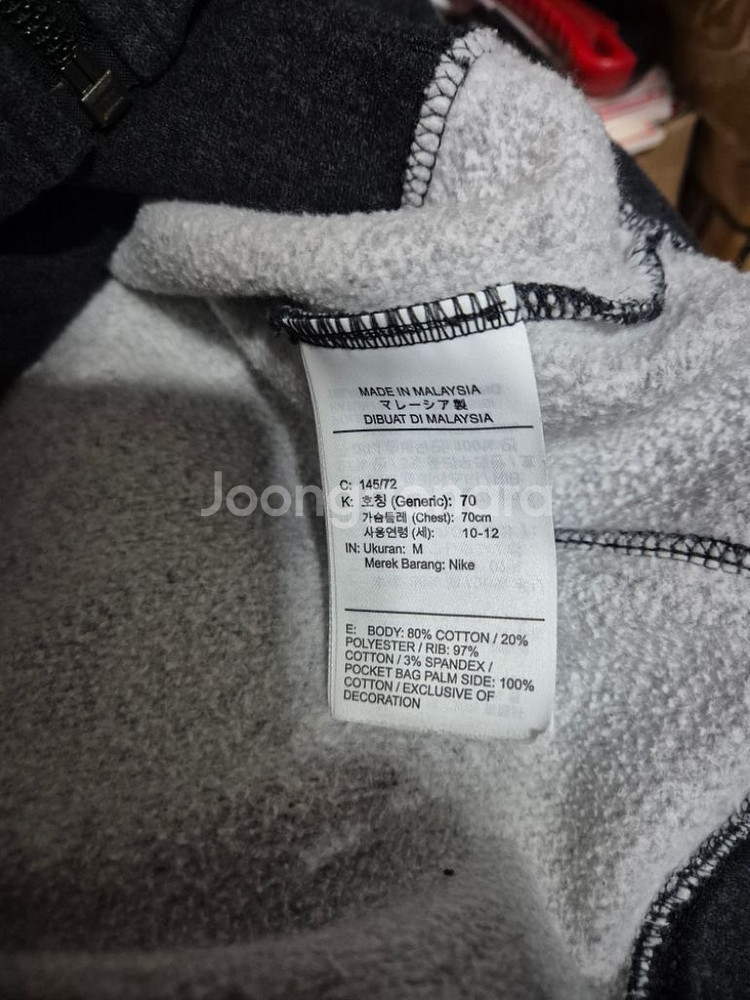 MADE IN MALAYSIA
マレーシア製
DIBUAT DI MALAYSIA
C: 145/72
K: 호칭 (Generic): 70
가슴둘레 (Chest): 70cm
사용연령 (세): 10-12
IN: Ukuran: M
Merek Barang: Nike
E: BODY: 80% COTTON / 20%
POLYESTER / RIB: 97%
COTTON / 3% SPANDEX /
POCKET BAG PALM SIDE: 100%
COTTON / EXCLUSIVE OF
DECORATION